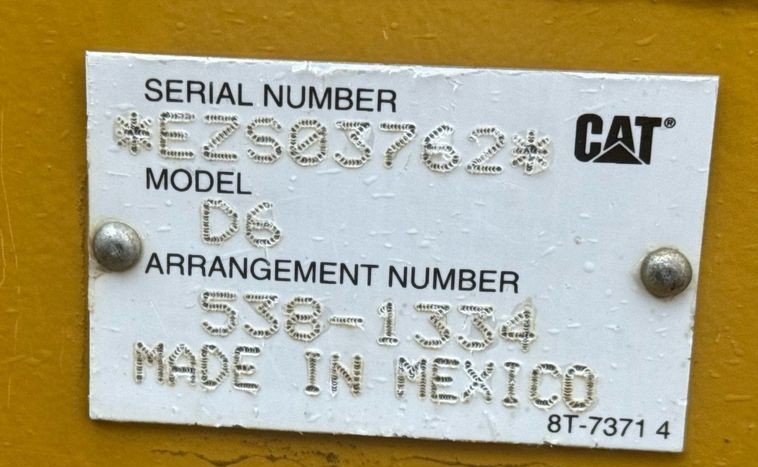 SERIAL NUMBER
*EZS03762*
CAT®
MODEL
D6
ARRANGEMENT NUMBER
538-1334
MADE IN MEXICO
8T-7371 4